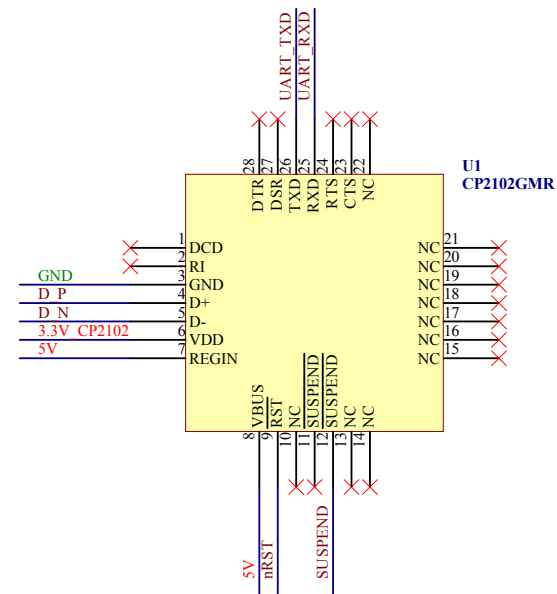 UART_TXD
UART_RXD
28
27
26
25
24
23
22
DTR
DSR
TXD
RXD
RTS
CTS
NC
U1
CP2102GMR
1 DCD
2 RI
GND 3 GND
D_P 4 D+
D_N 5 D-
3.3V_CP2102 6 VDD
5V 7 REGIN
NC 21
NC 20
NC 19
NC 18
NC 17
NC 16
NC 15
VBUS
RST
NC
SUSPEND
SUSPEND
NC
NC
8
9
10
11
12
13
14
5V
nRST
SUSPEND